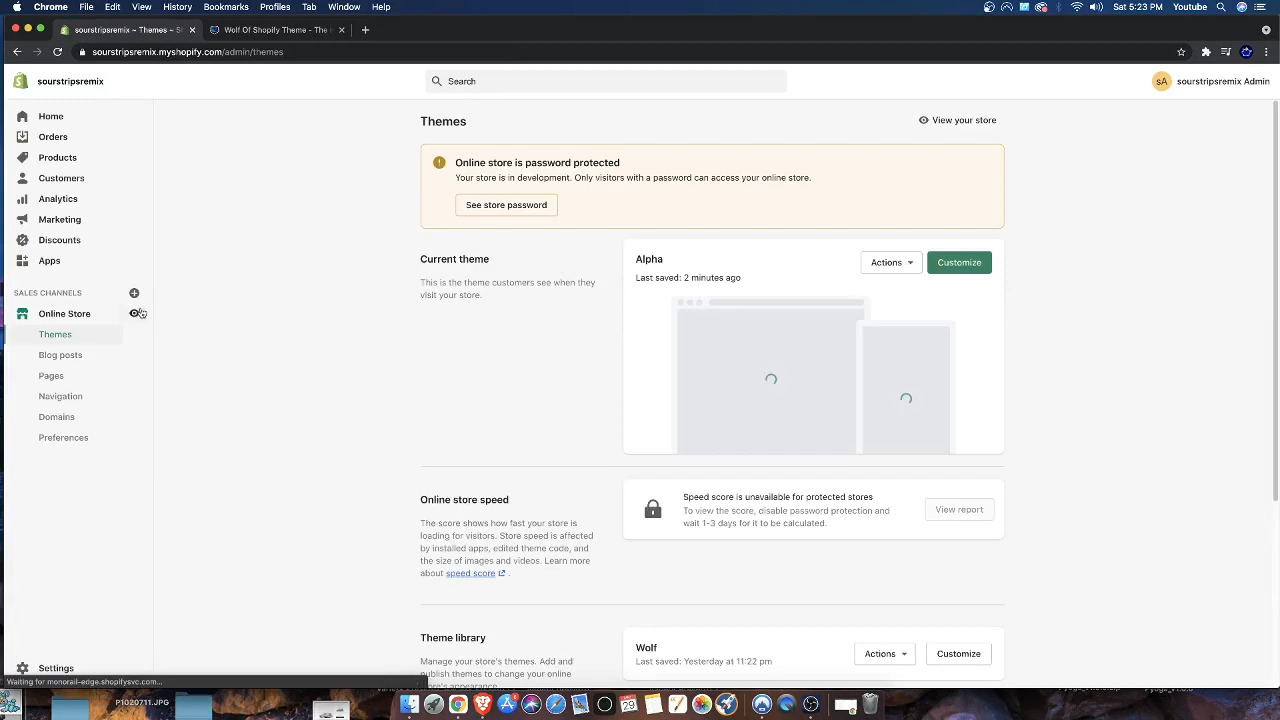 Chrome File Edit View History Bookmarks Profiles Tab Window Help
Sat 5:23 PM Youtube
sourstripsremix ~ Themes ~ S
Wolf Of Shopify Theme - The
sourstripsremix.myshopify.com/admin/themes
sourstripsremix
Search
sA sourstripsremix Admin
Home
Orders
Products
Customers
Analytics
Marketing
Discounts
Apps
SALES CHANNELS
Online Store
Themes
Blog posts
Pages
Navigation
Domains
Preferences
Settings
Waiting for monorail-edge.shopifysvc.com...
Themes
View your store
Online store is password protected
Your store is in development. Only visitors with a password can access your online store.
See store password
Current theme
This is the theme customers see when they
visit your store.
Alpha
Last saved: 2 minutes ago
Actions
Customize
Online store speed
The score shows how fast your store is
loading for visitors. Store speed is affected
by installed apps, edited theme code, and
the size of images and videos. Learn more
about speed score .
Speed score is unavailable for protected stores
To view the score, disable password protection and
wait 1-3 days for it to be calculated.
View report
Theme library
Manage your store's themes. Add and
publish themes to change your online
store's appearance.
Wolf
Last saved: Yesterday at 11:22 pm
Actions
Customize
P1020711.JPG
29